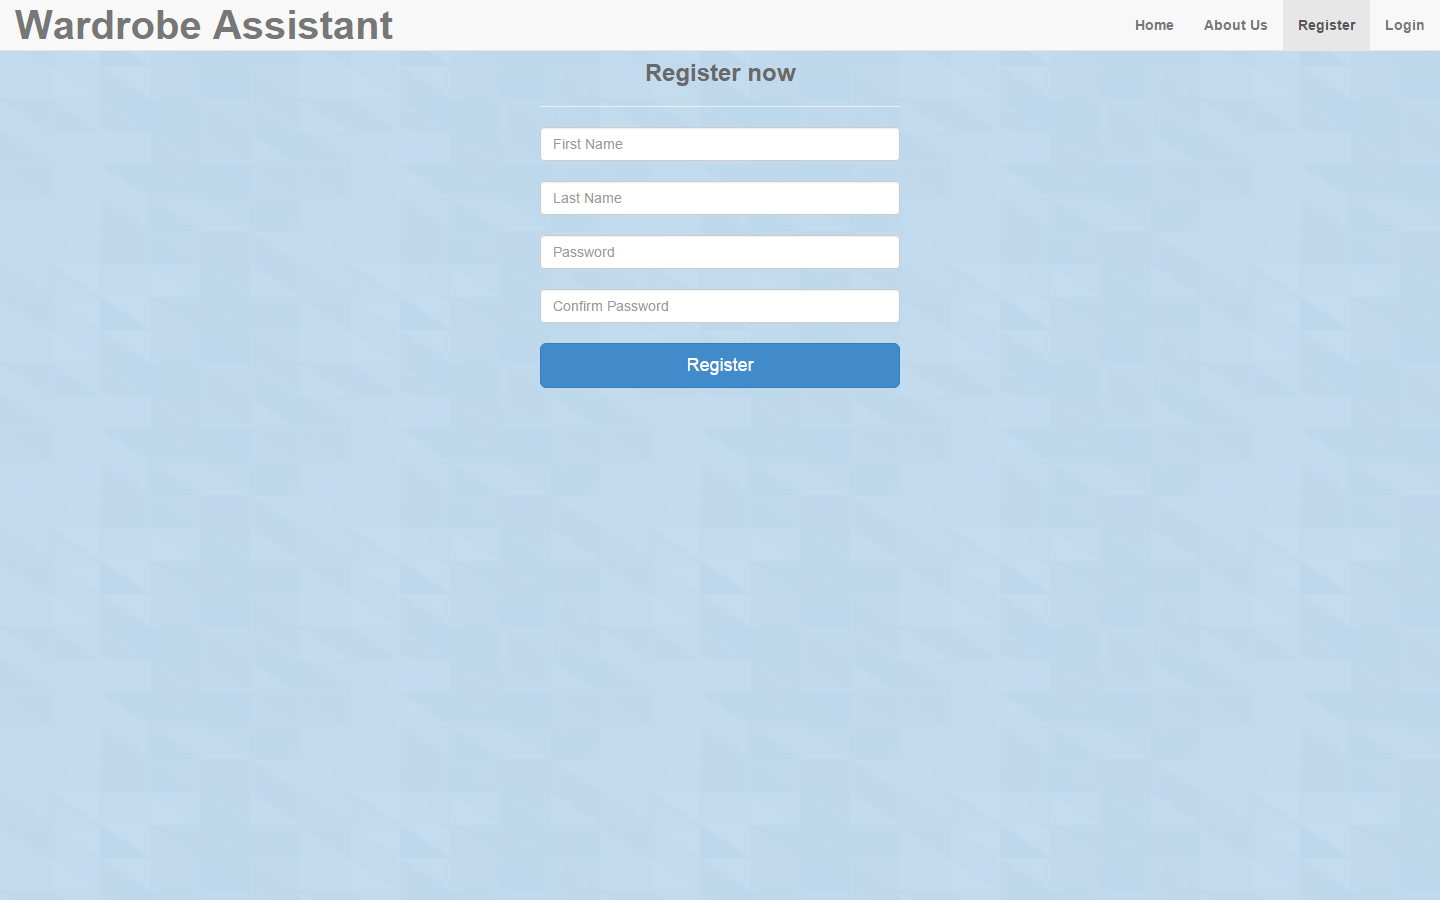 Wardrobe Assistant
Home
About Us
Register
Login
Register now
First Name
Last Name
Password
Confirm Password
Register